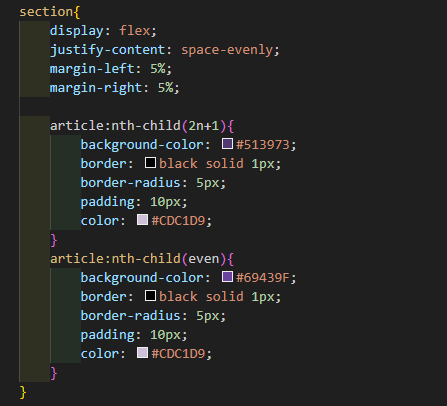 section{
    display: flex;
    justify-content: space-evenly;
    margin-left: 5%;
    margin-right: 5%;

    article:nth-child(2n+1){
        background-color: #513973;
        border: black solid 1px;
        border-radius: 5px;
        padding: 10px;
        color: #CDC1D9;
    }
    article:nth-child(even){
        background-color: #69439F;
        border: black solid 1px;
        border-radius: 5px;
        padding: 10px;
        color: #CDC1D9;
    }
}